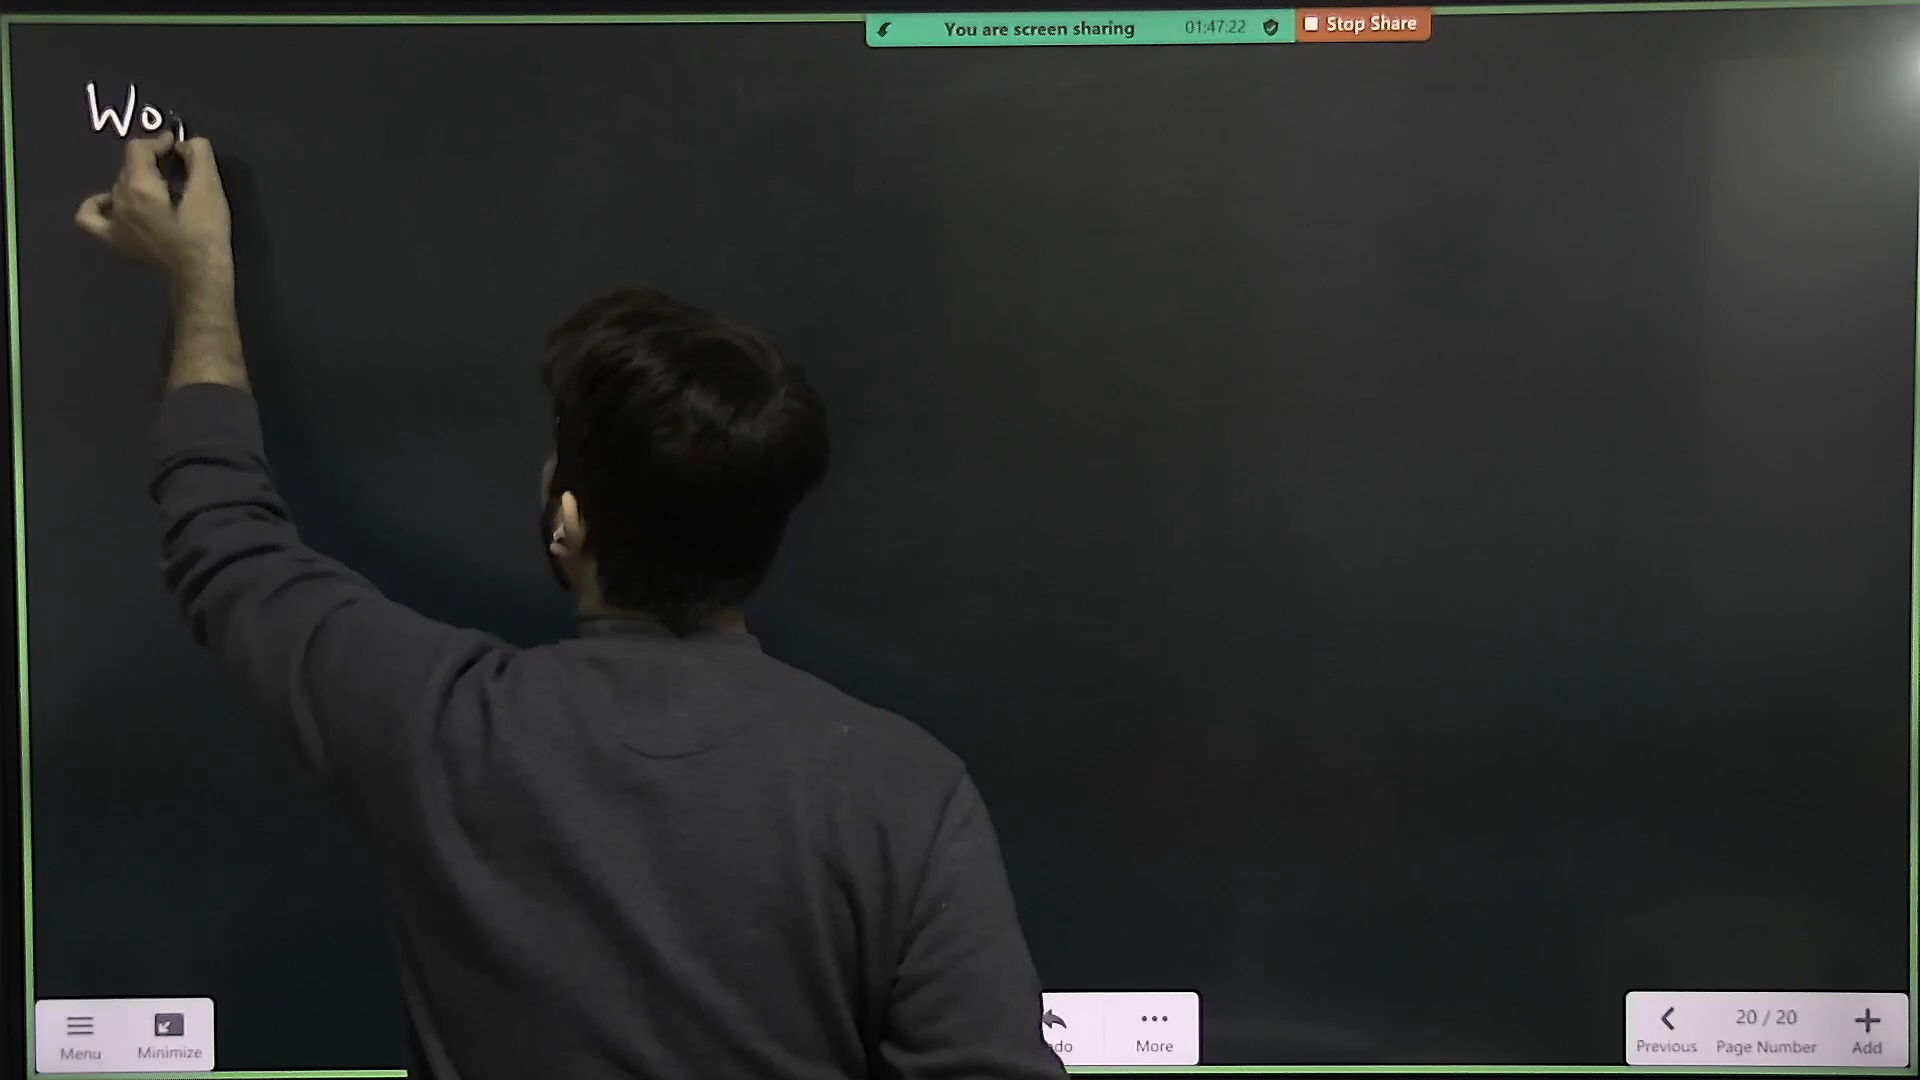 You are screen sharing 01:47:22 Stop Share
Wo
Menu Minimize
More
Previous 20 / 20 Page Number Add